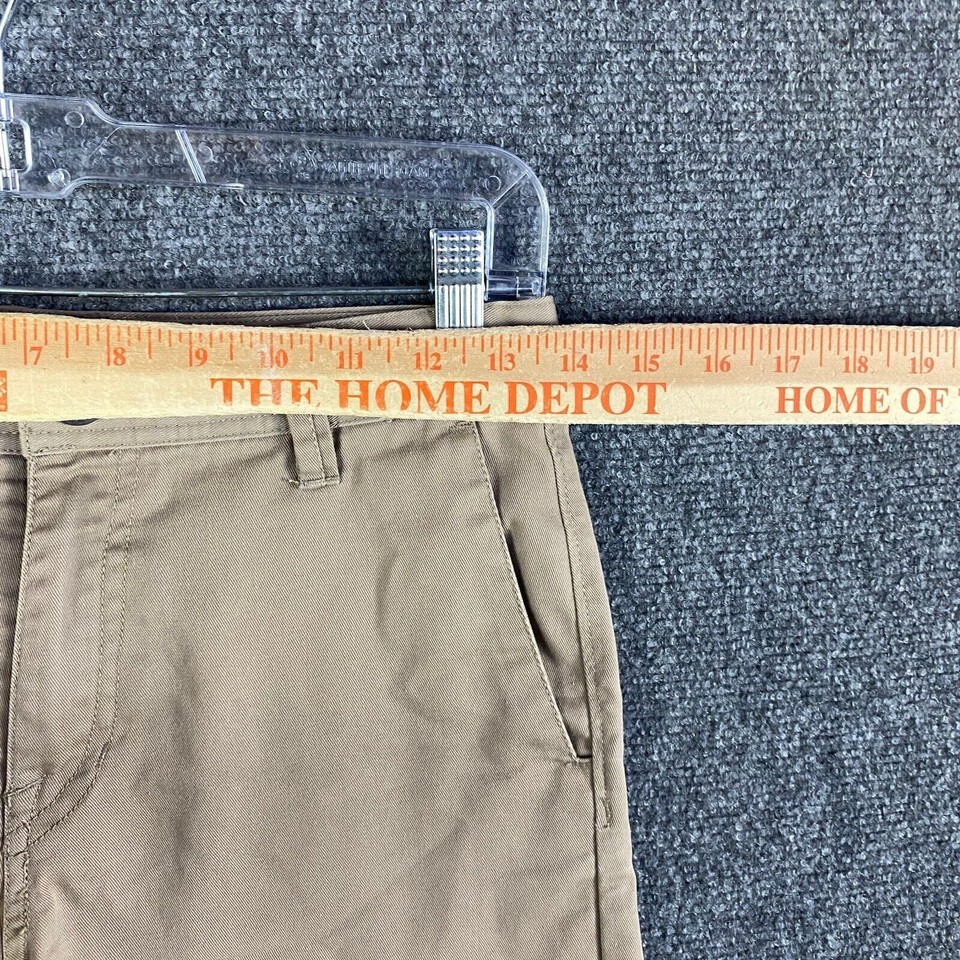 7 8 9 10 11 12 13 14 15 16 17 18 19
THE HOME DEPOT HOME OF